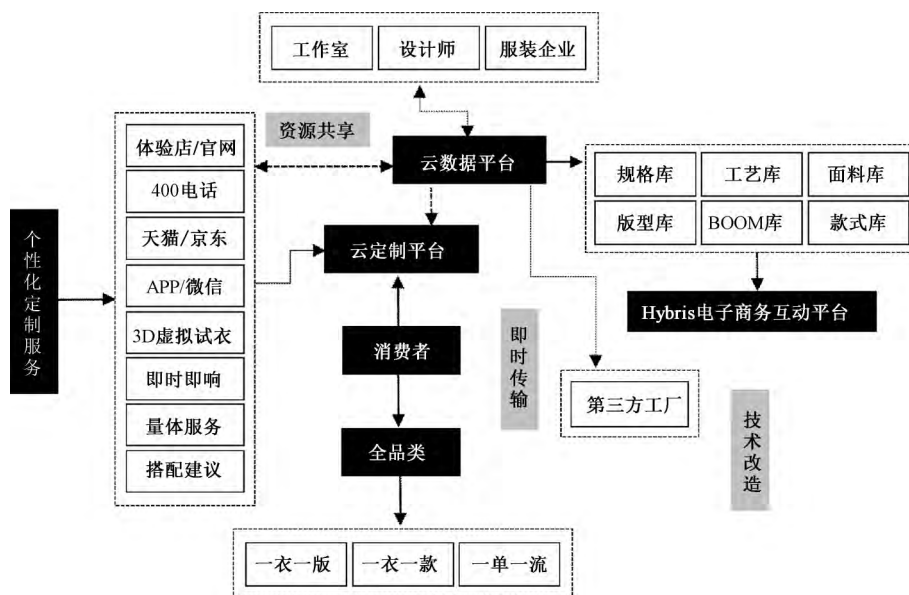 工作室
设计师
服装企业
资源共享
体验店/官网
400电话
天猫/京东
APP/微信
3D虚拟试衣
即时即响
量体服务
搭配建议
个性化定制服务
云数据平台
云定制平台
消费者
全品类
规格库
工艺库
面料库
版型库
BOOM库
款式库
Hybris电子商务互动平台
即时传输
第三方工厂
技术改造
一衣一版
一衣一款
一单一流